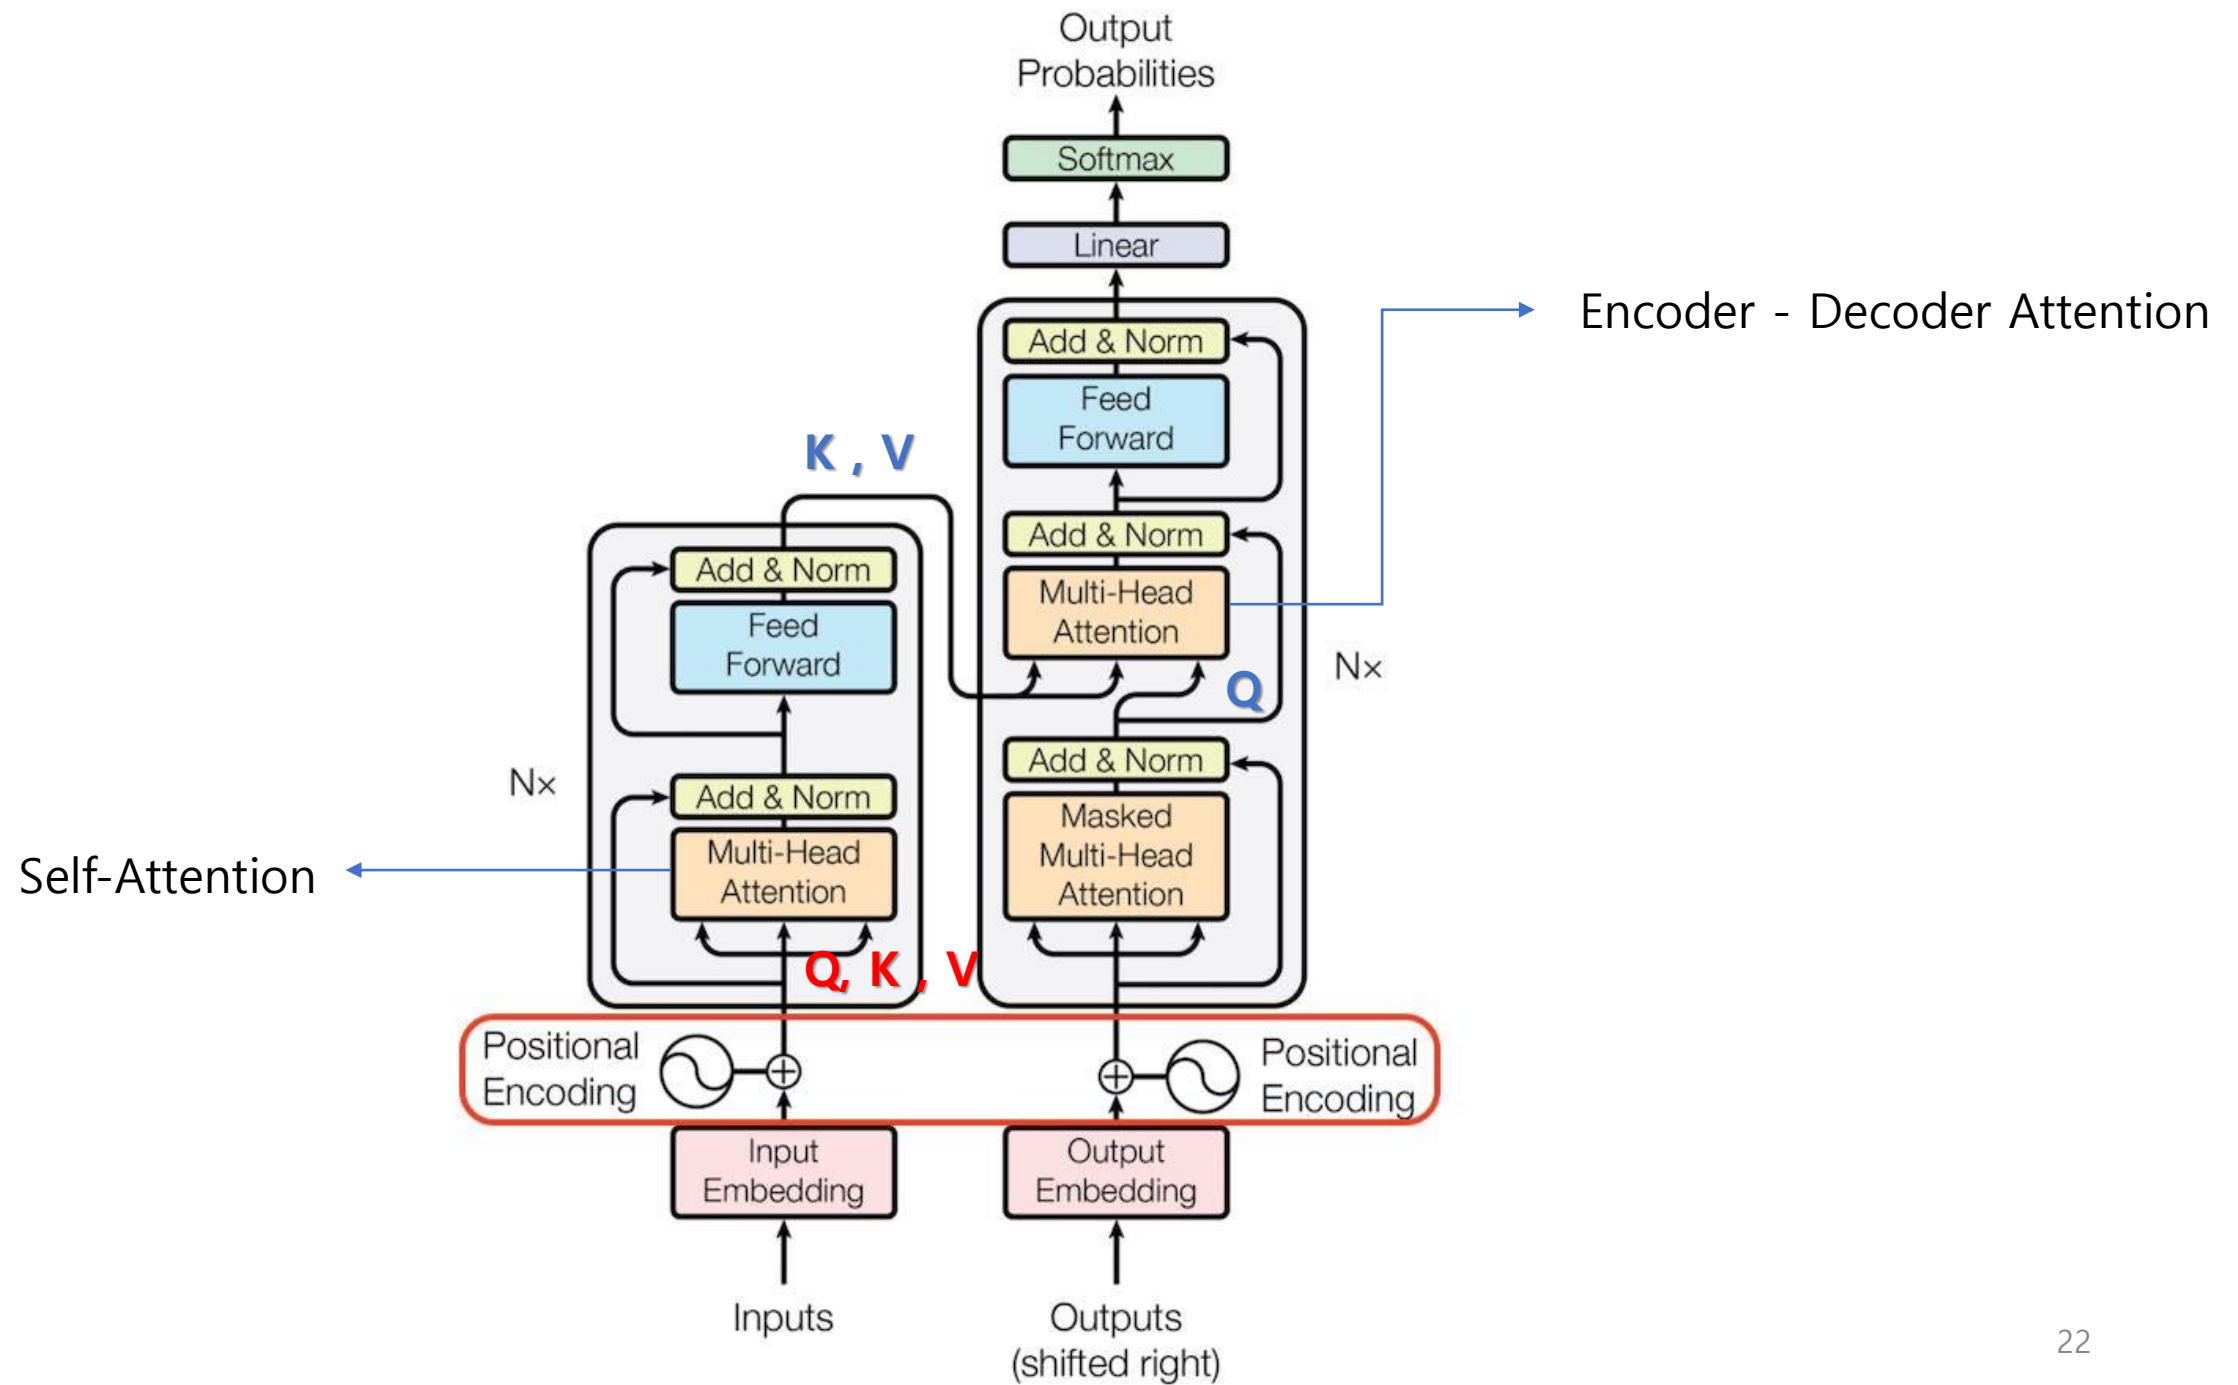 Output
Probabilities
Softmax
Linear
Encoder - Decoder Attention
Add & Norm
Feed
Forward
K , V
Add & Norm
Multi-Head
Attention
Add & Norm
Feed
Forward
N×
Q
Add & Norm
Masked
Multi-Head
Attention
N×
Add & Norm
Multi-Head
Attention
Self-Attention
Q, K , V
Positional
Encoding
Positional
Encoding
Input
Embedding
Output
Embedding
Inputs
Outputs
(shifted right)
22